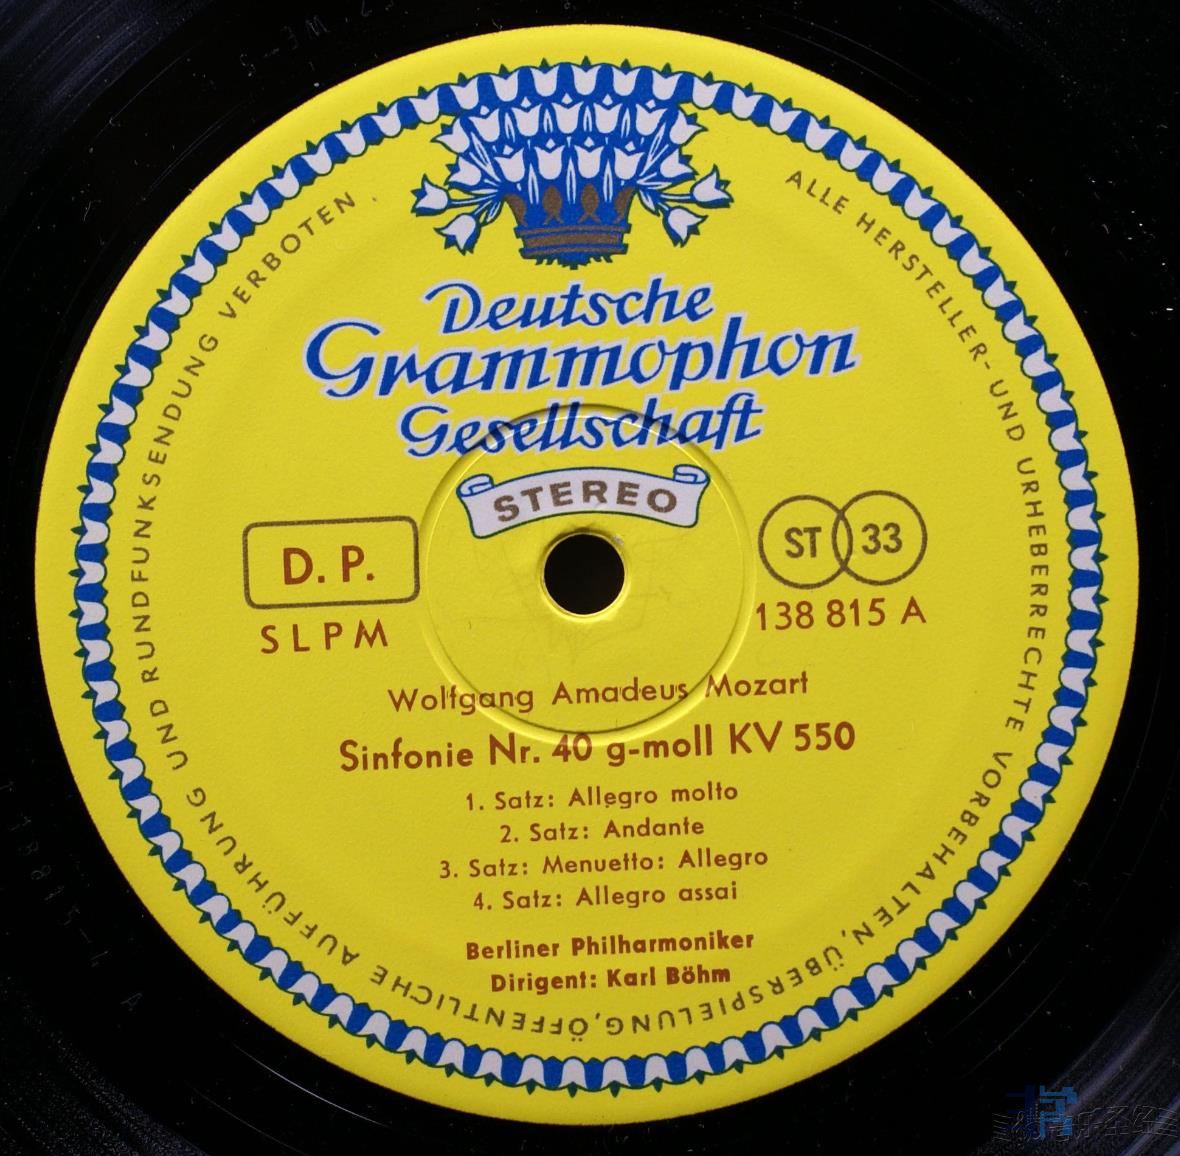 ALLE HERSTELLER- UND URHEBERRECHTE VORBEHALTEN, ÜBERSPIELUNG, ÖFFENTLICHE AUFFÜHRUNG UND RUNDFUNKSENDUNG VERBOTEN.
Deutsche
Grammophon
Gesellschaft
STEREO
D. P.
SLPM
ST 33
138 815 A
Wolfgang Amadeus Mozart
Sinfonie Nr. 40 g-moll KV 550
1. Satz: Allegro molto
2. Satz: Andante
3. Satz: Menuetto: Allegro
4. Satz: Allegro assai
Berliner Philharmoniker
Dirigent: Karl Böhm